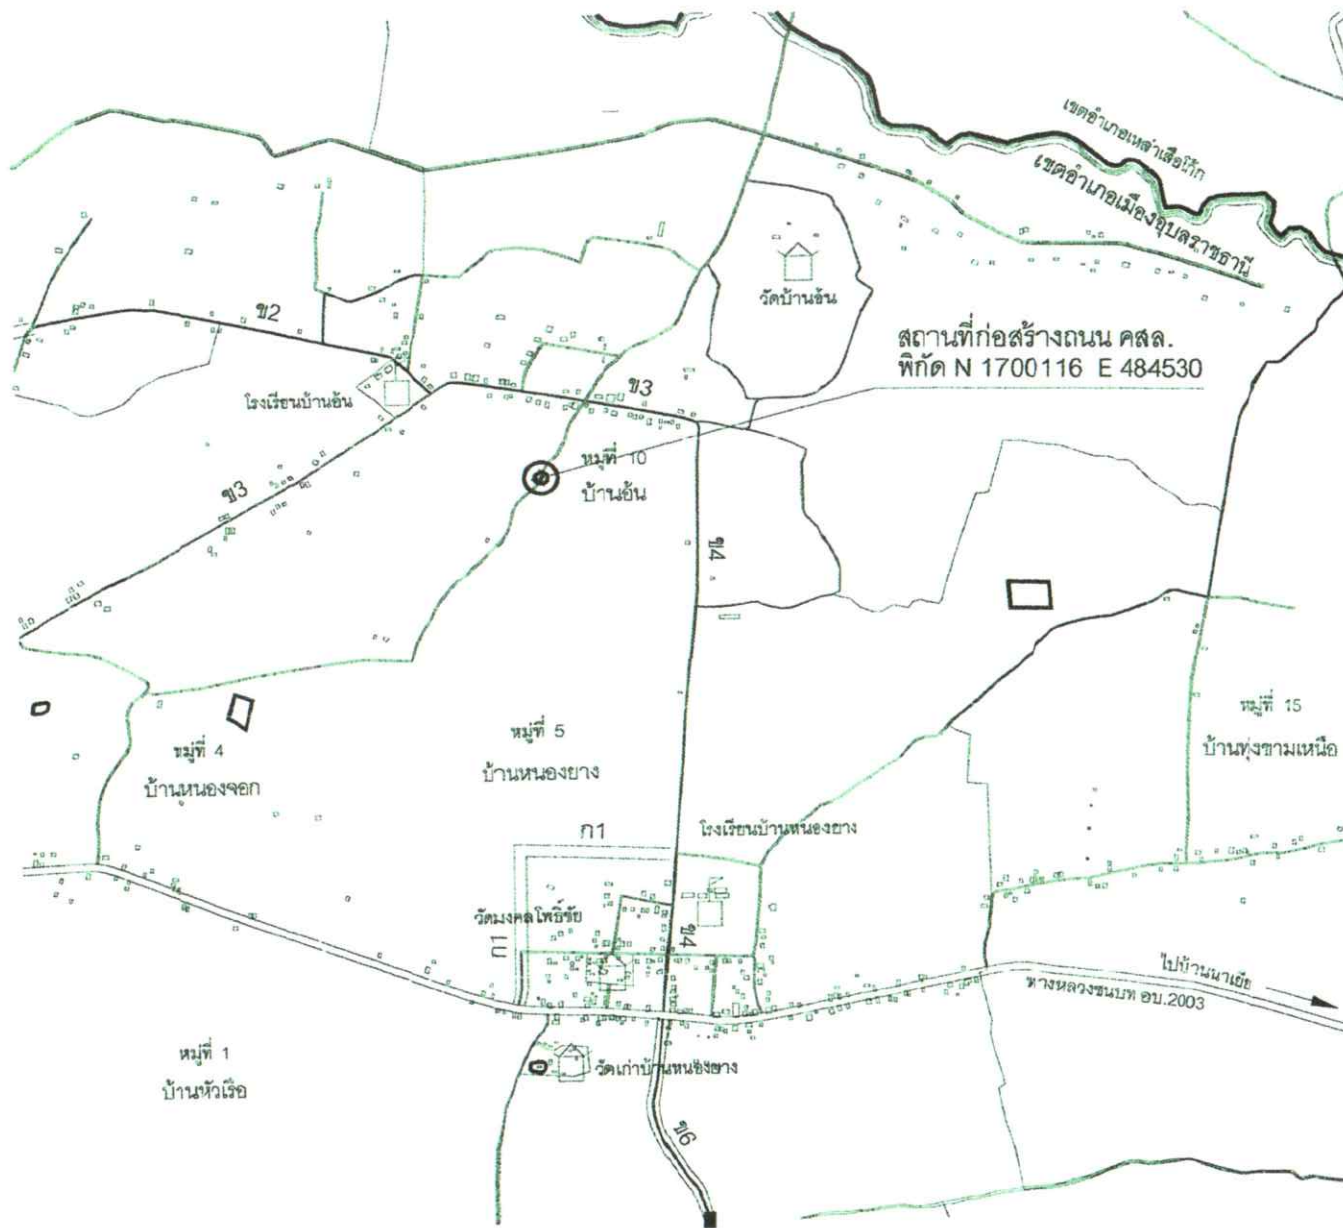 เขตอำเภอเหล่าเสือโก้ก
เขตอำเภอเมืองอุบลราชธานี
วัดบ้านอ้น
ข2
สถานที่ก่อสร้างถนน คสล.
พิกัด N 1700116 E 484530
ข3
โรงเรียนบ้านอ้น
หมู่ที่ 10
บ้านอ้น
ข3
ข4
หมู่ที่ 15
บ้านทุ่งขามเหนือ
หมู่ที่ 5
บ้านหนองยาง
หมู่ที่ 4
บ้านหนองจอก
ก1
โรงเรียนบ้านหนองยาง
วัดมงคลโพธิ์ชัย
ก1
ข4
ไปบ้านนาเยีย
ทางหลวงชนบท อบ.2003
หมู่ที่ 1
บ้านหัวเรือ
วัดเก่าบ้านหนองยาง
ข6